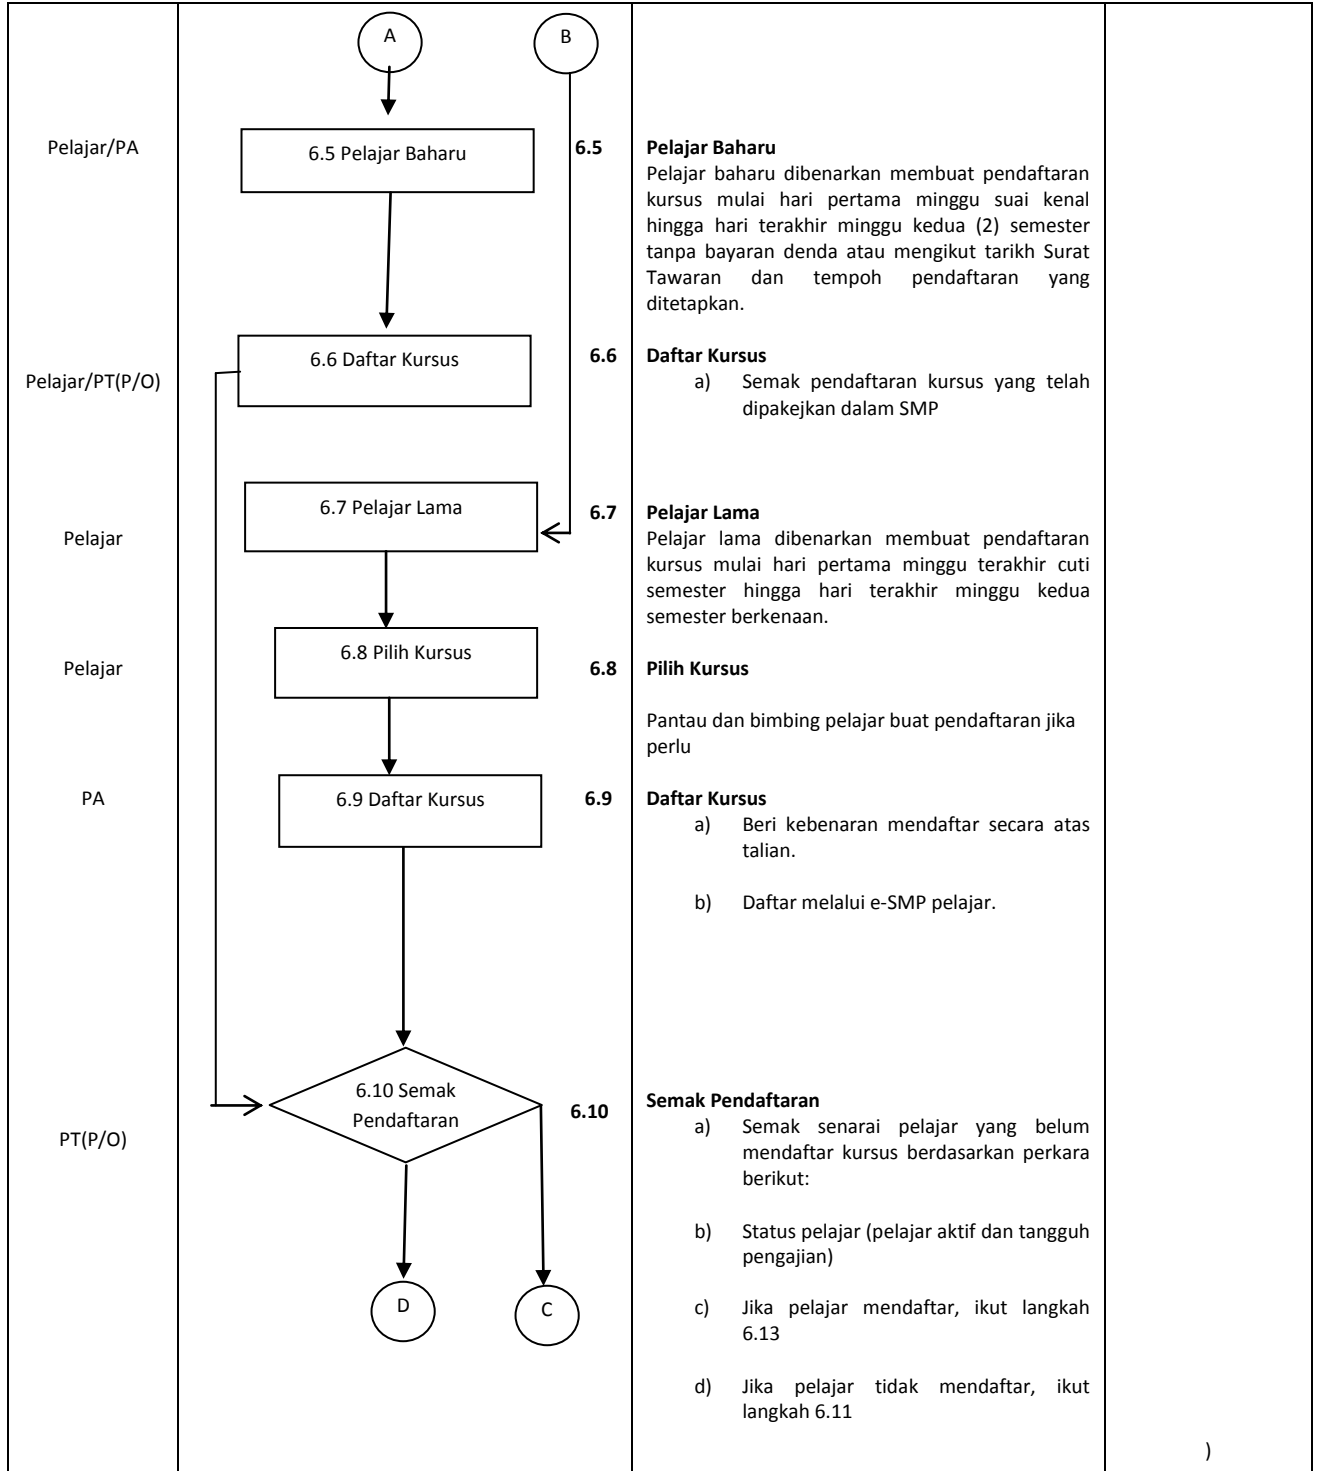 A
B
Pelajar/PA
6.5 Pelajar Baharu
6.5
Pelajar Baharu
Pelajar baharu dibenarkan membuat pendaftaran
kursus mulai hari pertama minggu suai kenal
hingga hari terakhir minggu kedua (2) semester
tanpa bayaran denda atau mengikut tarikh Surat
Tawaran dan tempoh pendaftaran yang
ditetapkan.
Pelajar/PT(P/O)
6.6 Daftar Kursus
6.6
Daftar Kursus
a) Semak pendaftaran kursus yang telah
dipakejkan dalam SMP
Pelajar
6.7 Pelajar Lama
6.7
Pelajar Lama
Pelajar lama dibenarkan membuat pendaftaran
kursus mulai hari pertama minggu terakhir cuti
semester hingga hari terakhir minggu kedua
semester berkenaan.
Pelajar
6.8 Pilih Kursus
6.8
Pilih Kursus
Pantau dan bimbing pelajar buat pendaftaran jika
perlu
PA
6.9 Daftar Kursus
6.9
Daftar Kursus
a) Beri kebenaran mendaftar secara atas
talian.
b) Daftar melalui e-SMP pelajar.
PT(P/O)
6.10 Semak
Pendaftaran
6.10
Semak Pendaftaran
a) Semak senarai pelajar yang belum
mendaftar kursus berdasarkan perkara
berikut:
b) Status pelajar (pelajar aktif dan tangguh
pengajian)
c) Jika pelajar mendaftar, ikut langkah
6.13
d) Jika pelajar tidak mendaftar, ikut
langkah 6.11
D
C
)